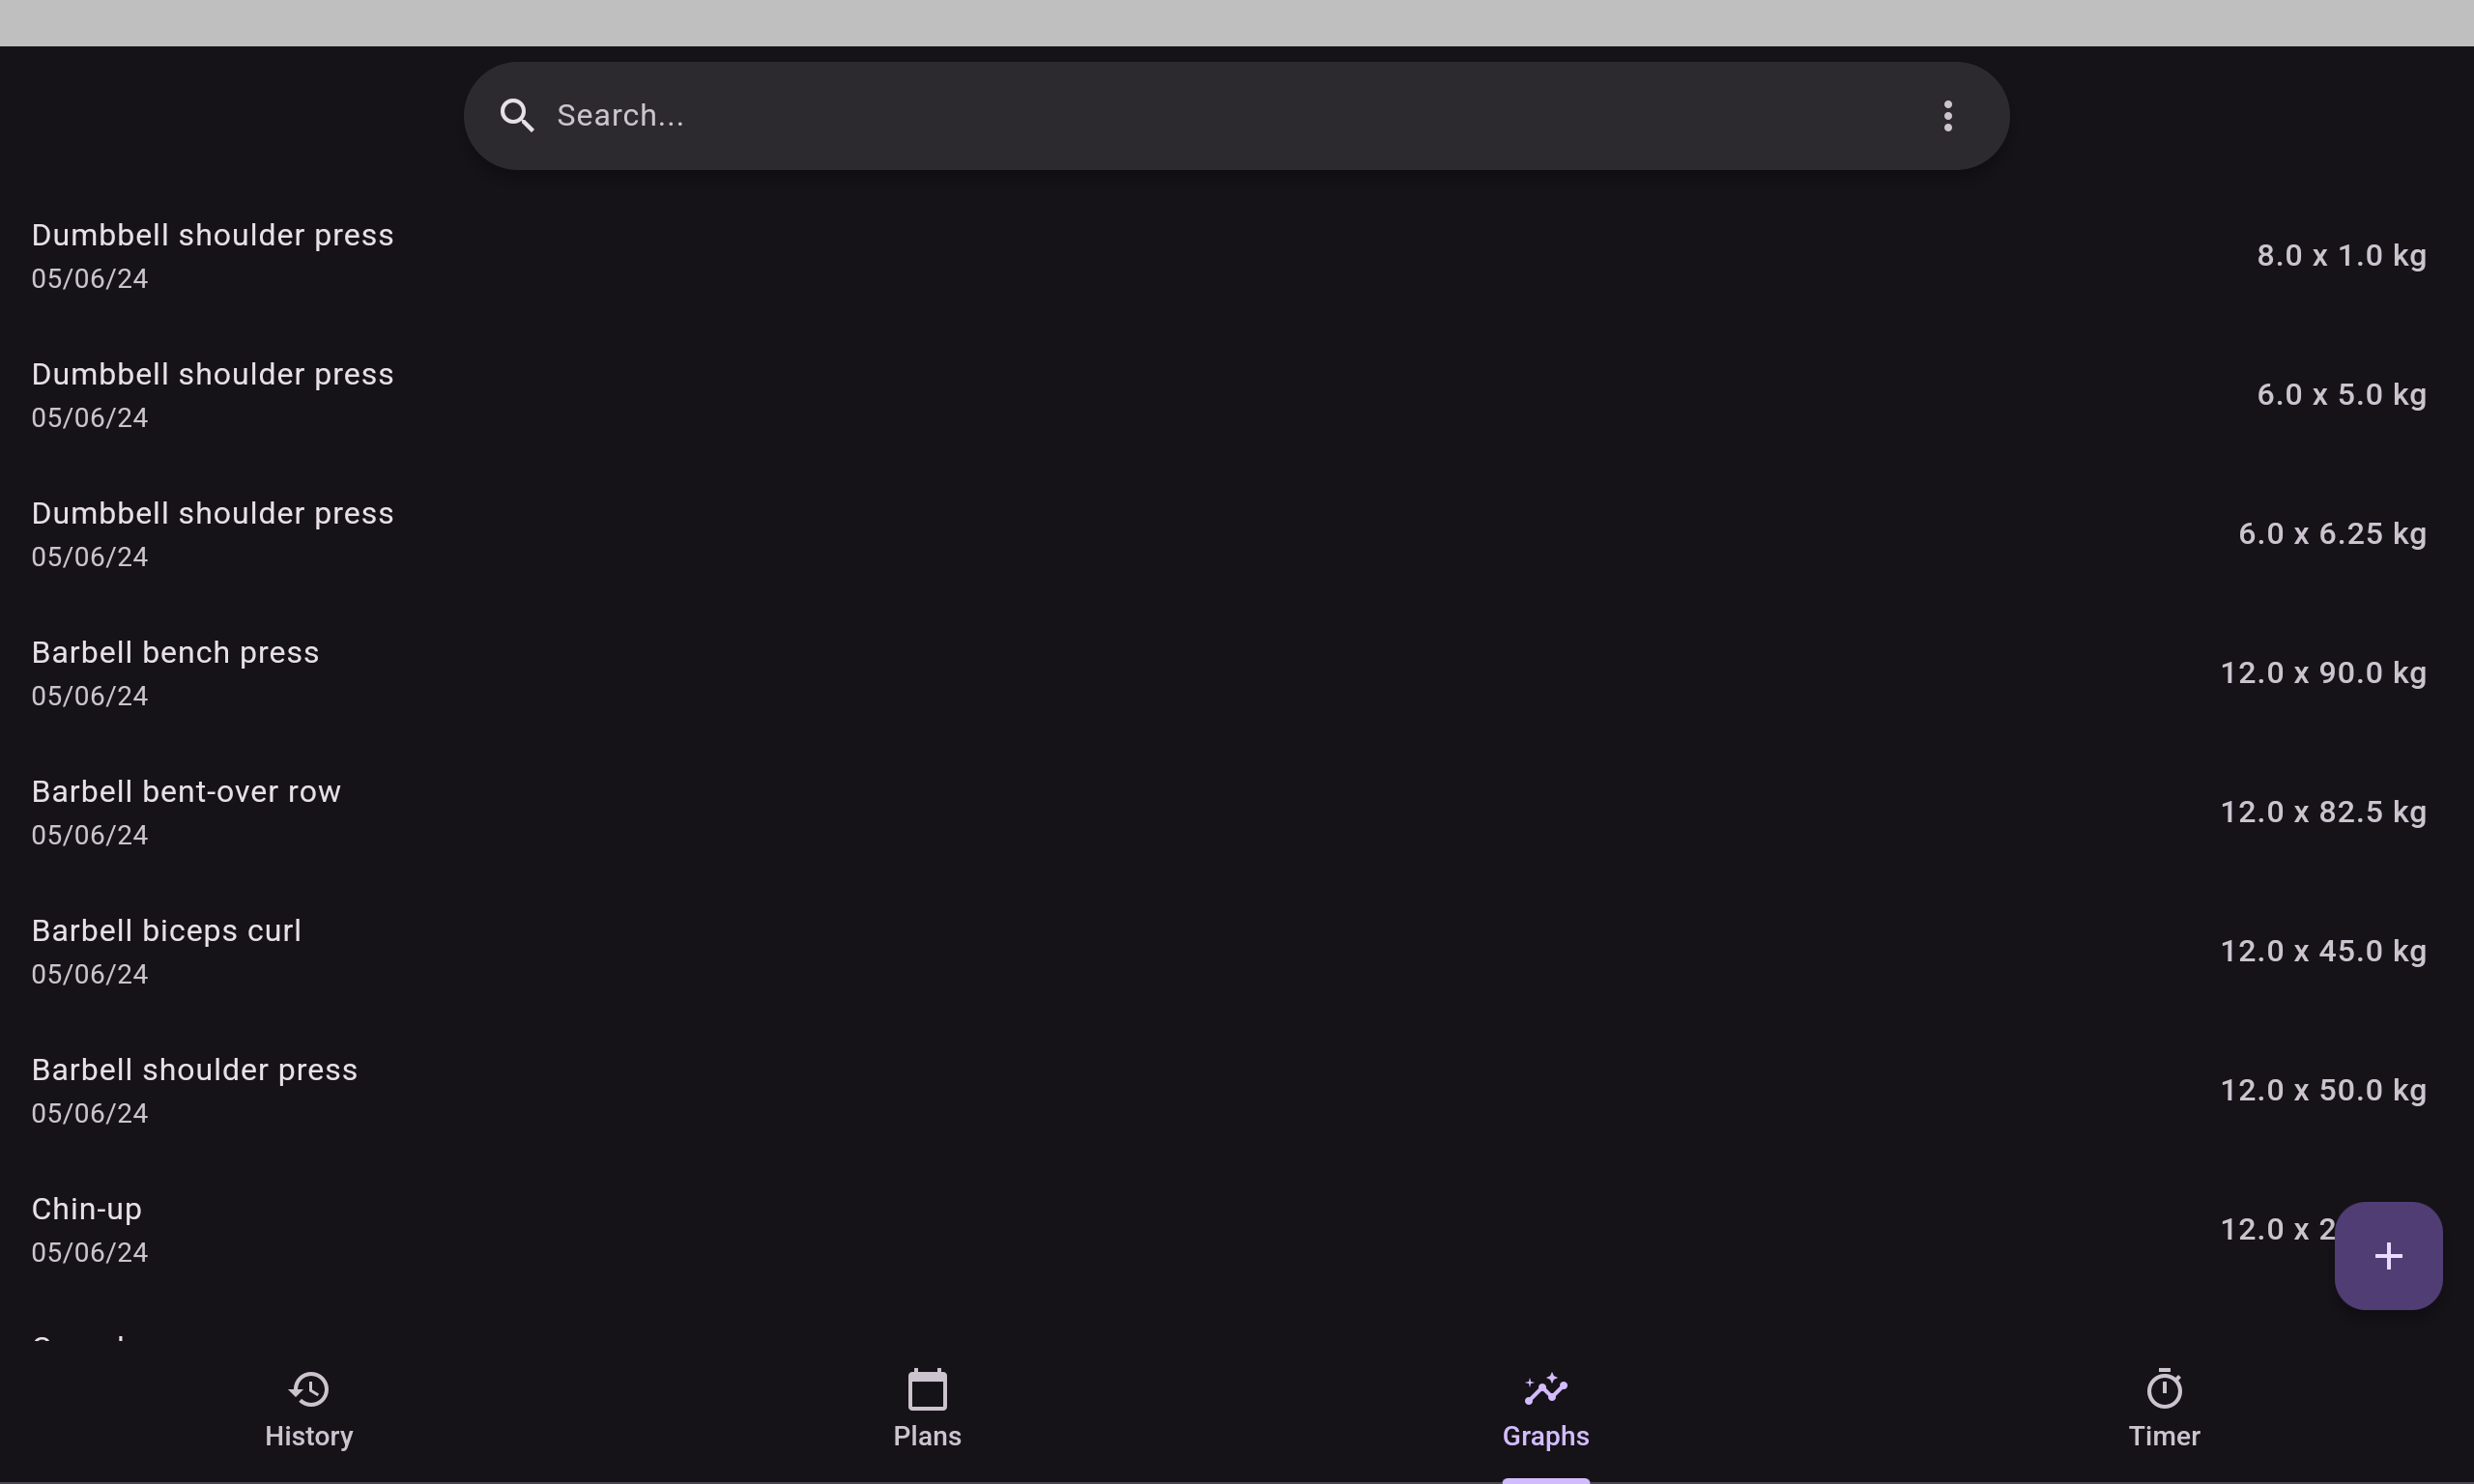 Search...
Dumbbell shoulder press
05/06/24
8.0 x 1.0 kg
Dumbbell shoulder press
05/06/24
6.0 x 5.0 kg
Dumbbell shoulder press
05/06/24
6.0 x 6.25 kg
Barbell bench press
05/06/24
12.0 x 90.0 kg
Barbell bent-over row
05/06/24
12.0 x 82.5 kg
Barbell biceps curl
05/06/24
12.0 x 45.0 kg
Barbell shoulder press
05/06/24
12.0 x 50.0 kg
Chin-up
05/06/24
12.0 x 2
History
Plans
Graphs
Timer